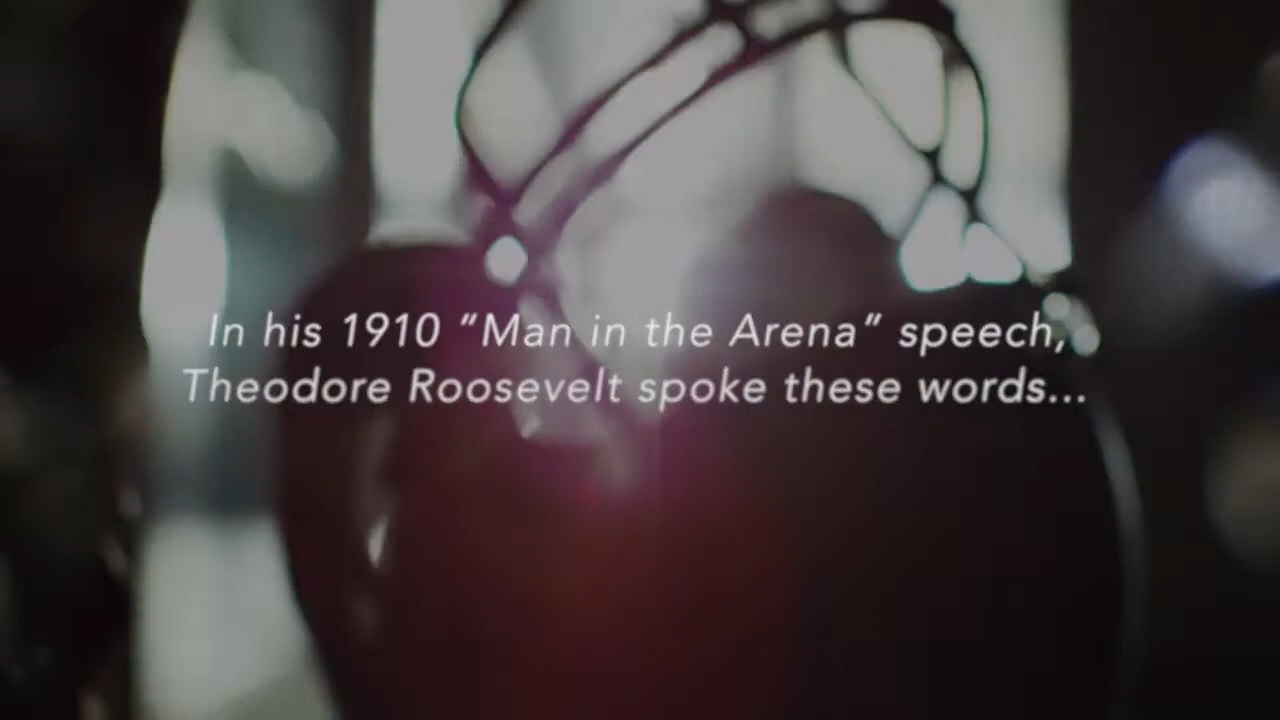 In his 1910 “Man in the Arena” speech,
Theodore Roosevelt spoke these words...